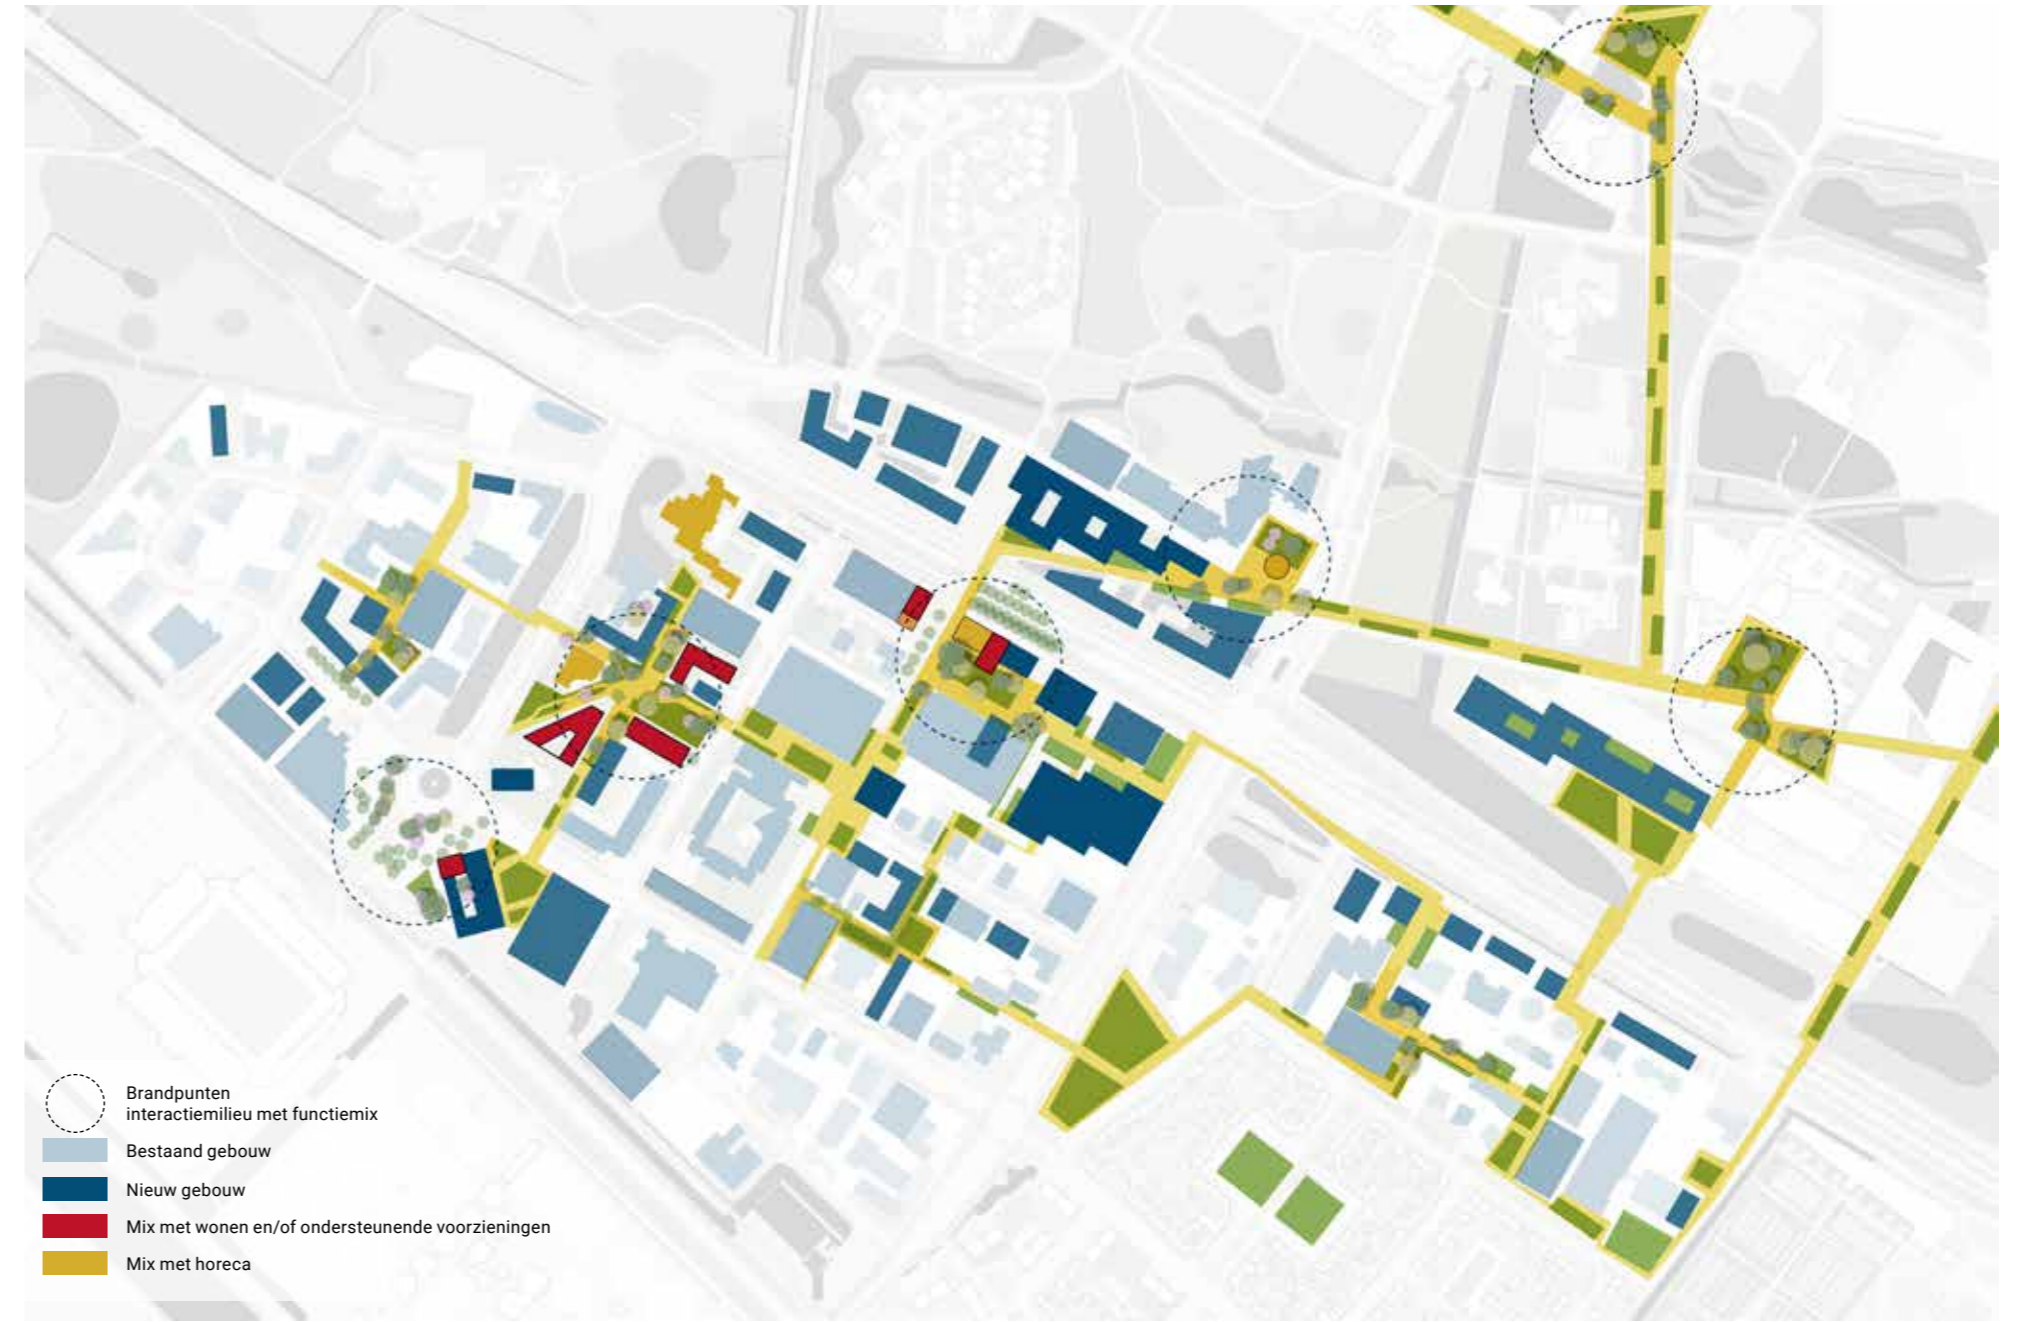 Brandpunten
interactiemilieu met functiemix
Bestaand gebouw
Nieuw gebouw
Mix met wonen en/of ondersteunende voorzieningen
Mix met horeca